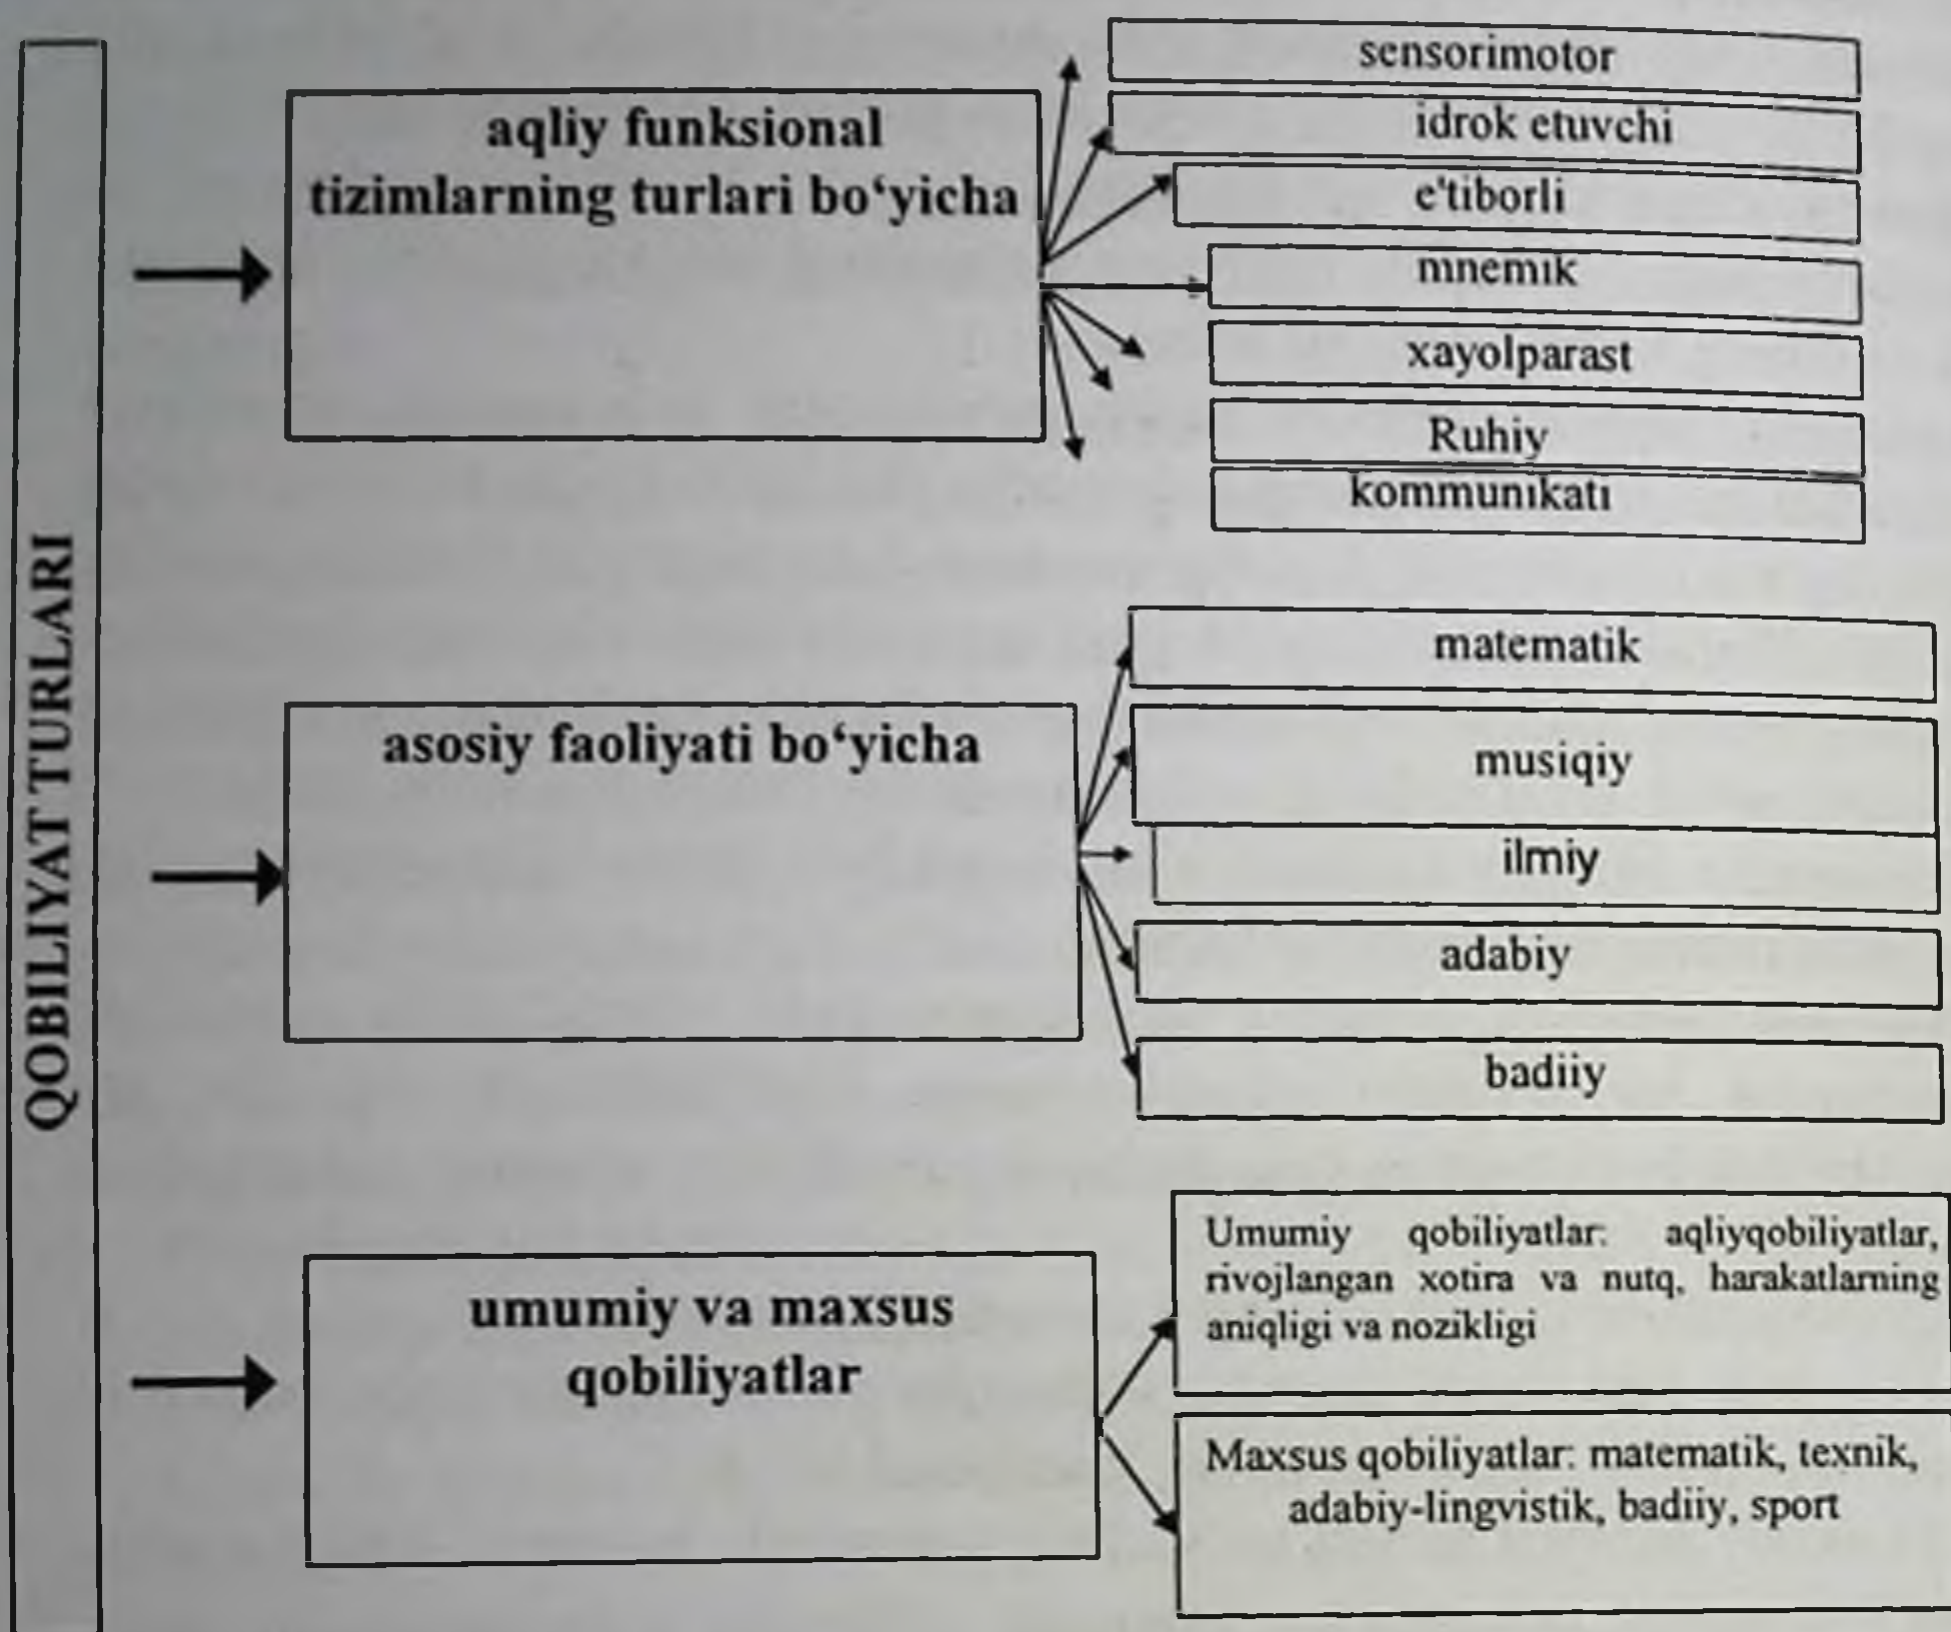 QOBILIYAT TURLARI
aqliy funksional
tizimlarning turlari bo‘yicha
sensorimotor
idrok etuvchi
e'tiborli
mnemik
xayolparast
Ruhiy
kommunikati
asosiy faoliyati bo‘yicha
matematik
musiqiy
ilmiy
adabiy
badiiy
umumiy va maxsus
qobiliyatlar
Umumiy qobiliyatlar: aqliyqobiliyatlar,
rivojlangan xotira va nutq, harakatlarning
aniqligi va nozikligi
Maxsus qobiliyatlar: matematik, texnik,
adabiy-lingvistik, badiiy, sport